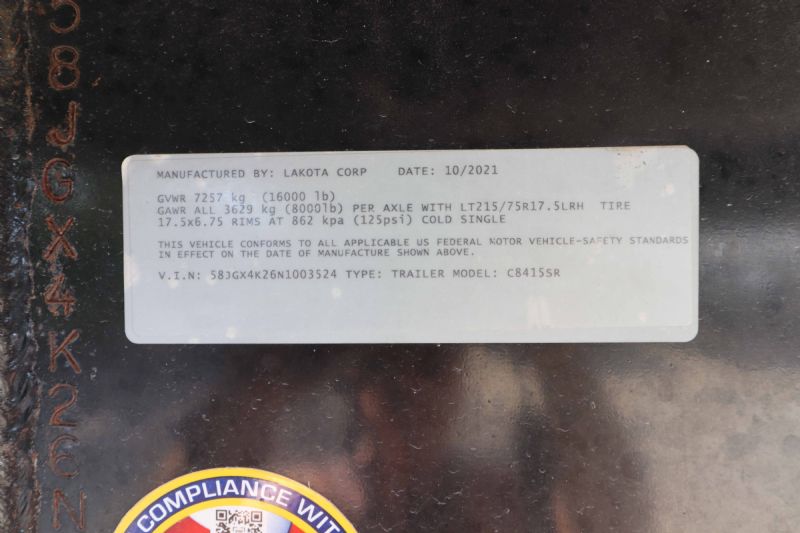 MANUFACTURED BY: LAKOTA CORP DATE: 10/2021
GVWR 7257 kg (16000 lb)
GAWR ALL 3629 kg (8000lb) PER AXLE WITH LT215/75R17.5LRH TIRE
17.5x6.75 RIMS AT 862 kpa (125psi) COLD SINGLE
THIS VEHICLE CONFORMS TO ALL APPLICABLE US FEDERAL MOTOR VEHICLE-SAFETY STANDARDS
IN EFFECT ON THE DATE OF MANUFACTURE SHOWN ABOVE.
V.I.N: 58JGX4K26N1003524 TYPE: TRAILER MODEL: C8415SR
58JGX4K26N
COMPLIANCE WIT